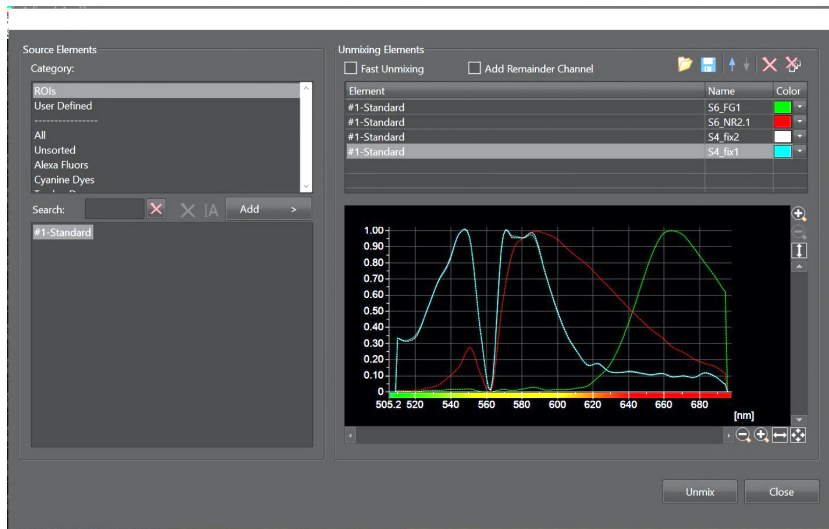 Source Elements
Category:
ROIs
User Defined
----------------
All
Unsorted
Alexa Fluors
Cyanine Dyes
Search:
Add >
#1-Standard
Unmixing Elements
Fast Unmixing
Add Remainder Channel
Element Name Color
#1-Standard S6_FG1
#1-Standard S6_NR2.1
#1-Standard S4_fix2
#1-Standard S4_fix1
1.00
0.90
0.80
0.70
0.60
0.50
0.40
0.30
0.20
0.10
0
505.2 520 540 560 580 600 620 640 660 680
[nm]
Unmix Close